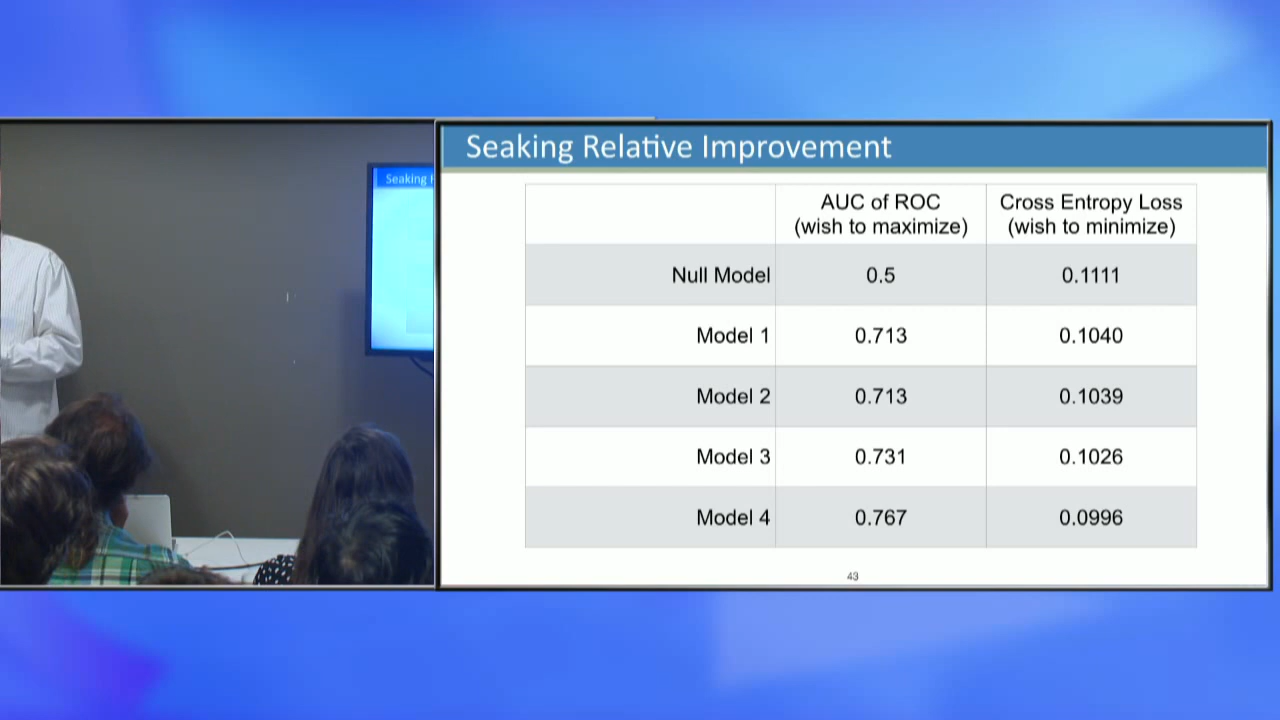 Seaking Relative Improvement
AUC of ROC
(wish to maximize)
Cross Entropy Loss
(wish to minimize)
Null Model 0.5 0.1111
Model 1 0.713 0.1040
Model 2 0.713 0.1039
Model 3 0.731 0.1026
Model 4 0.767 0.0996
43
Seaking